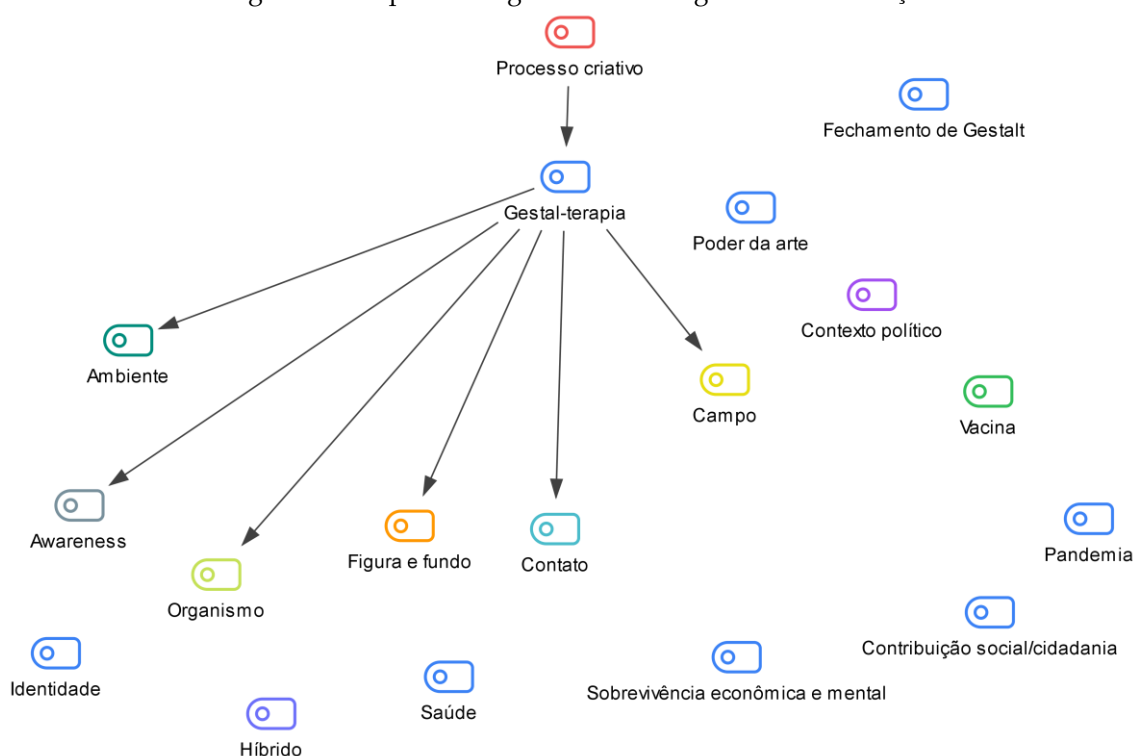 Processo criativo
Fechamento de Gestalt
Gestal-terapia
Poder da arte
Contexto político
Ambiente
Campo
Vacina
Awareness
Figura e fundo
Contato
Pandemia
Organismo
Contribuição social/cidadania
Identidade
Saúde
Sobrevivência econômica e mental
Híbrido